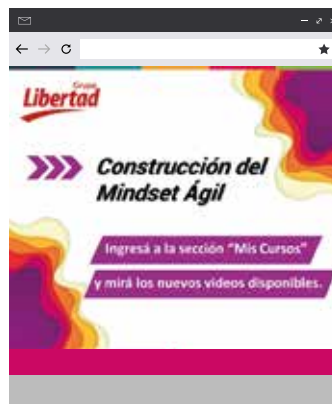 Grupo
Libertad
Construcción del
Mindset Ágil
Ingresá a la sección “Mis Cursos”
y mirá los nuevos videos disponibles.